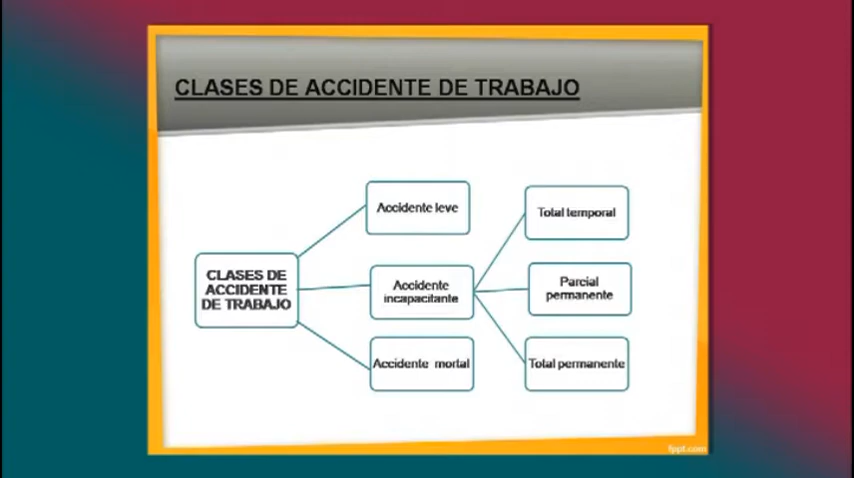 CLASES DE ACCIDENTE DE TRABAJO
Accidente leve
Total temporal
CLASES DE
ACCIDENTE
DE TRABAJO
Accidente
incapacitante
Parcial
permanente
Accidente mortal
Total permanente
fppt.com